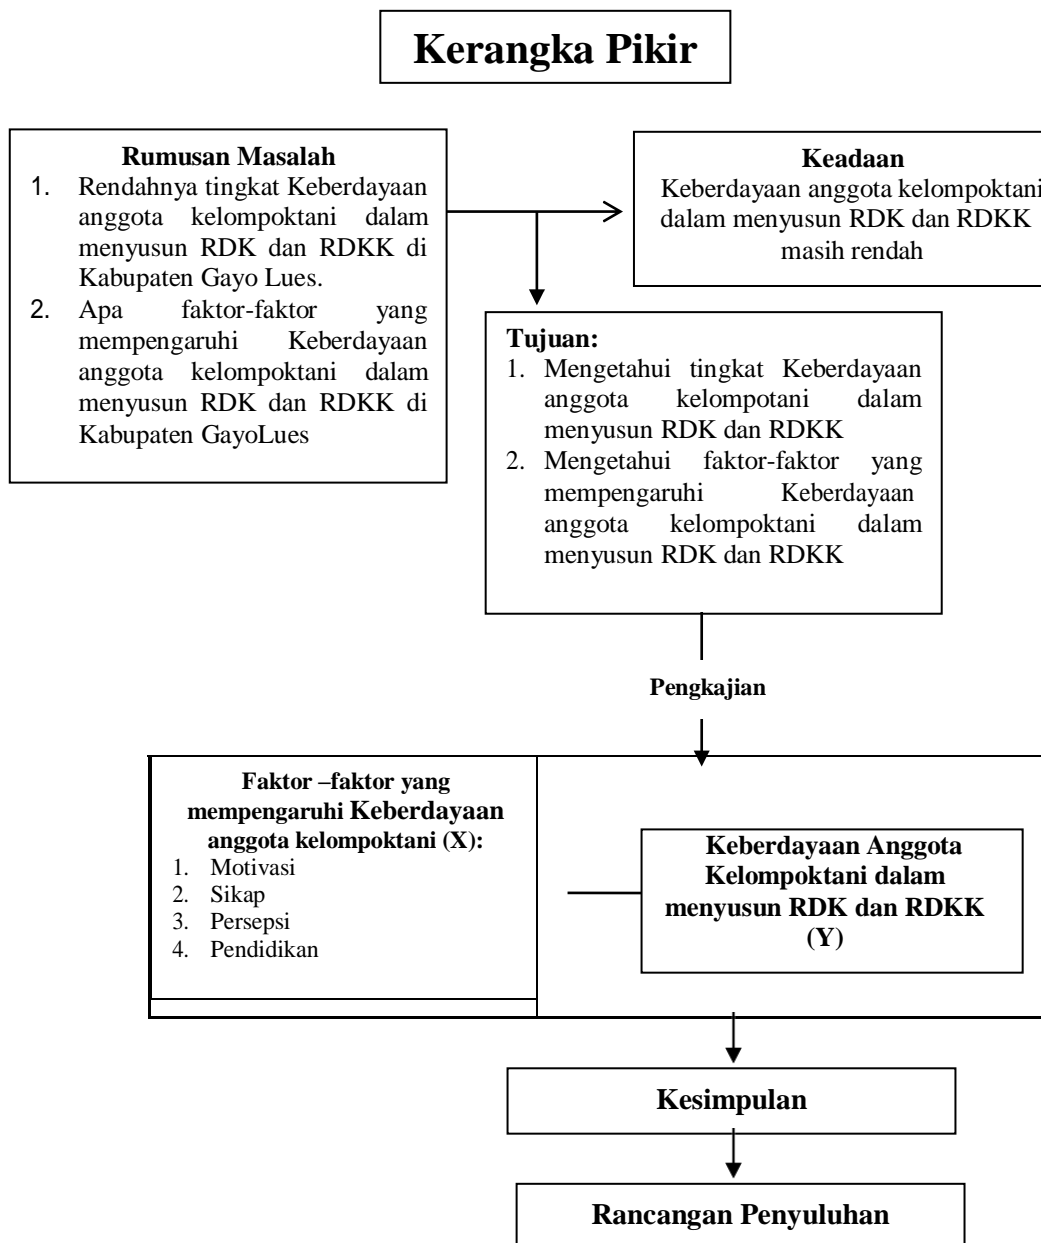 Kerangka Pikir
Rumusan Masalah
1. Rendahnya tingkat Keberdayaan
anggota kelompoktani dalam
menyusun RDK dan RDKK di
Kabupaten Gayo Lues.
2. Apa faktor-faktor yang
mempengaruhi Keberdayaan
anggota kelompoktani dalam
menyusun RDK dan RDKK di
Kabupaten GayoLues
Keadaan
Keberdayaan anggota kelompoktani
dalam menyusun RDK dan RDKK
masih rendah
Tujuan:
1. Mengetahui tingkat Keberdayaan
anggota kelompotani dalam
menyusun RDK dan RDKK
2. Mengetahui faktor-faktor yang
mempengaruhi Keberdayaan
anggota kelompoktani dalam
menyusun RDK dan RDKK
Pengkajian
Faktor –faktor yang
mempengaruhi Keberdayaan
anggota kelompoktani (X):
1. Motivasi
2. Sikap
3. Persepsi
4. Pendidikan
Keberdayaan Anggota
Kelompoktani dalam
menyusun RDK dan RDKK
(Y)
Kesimpulan
Rancangan Penyuluhan